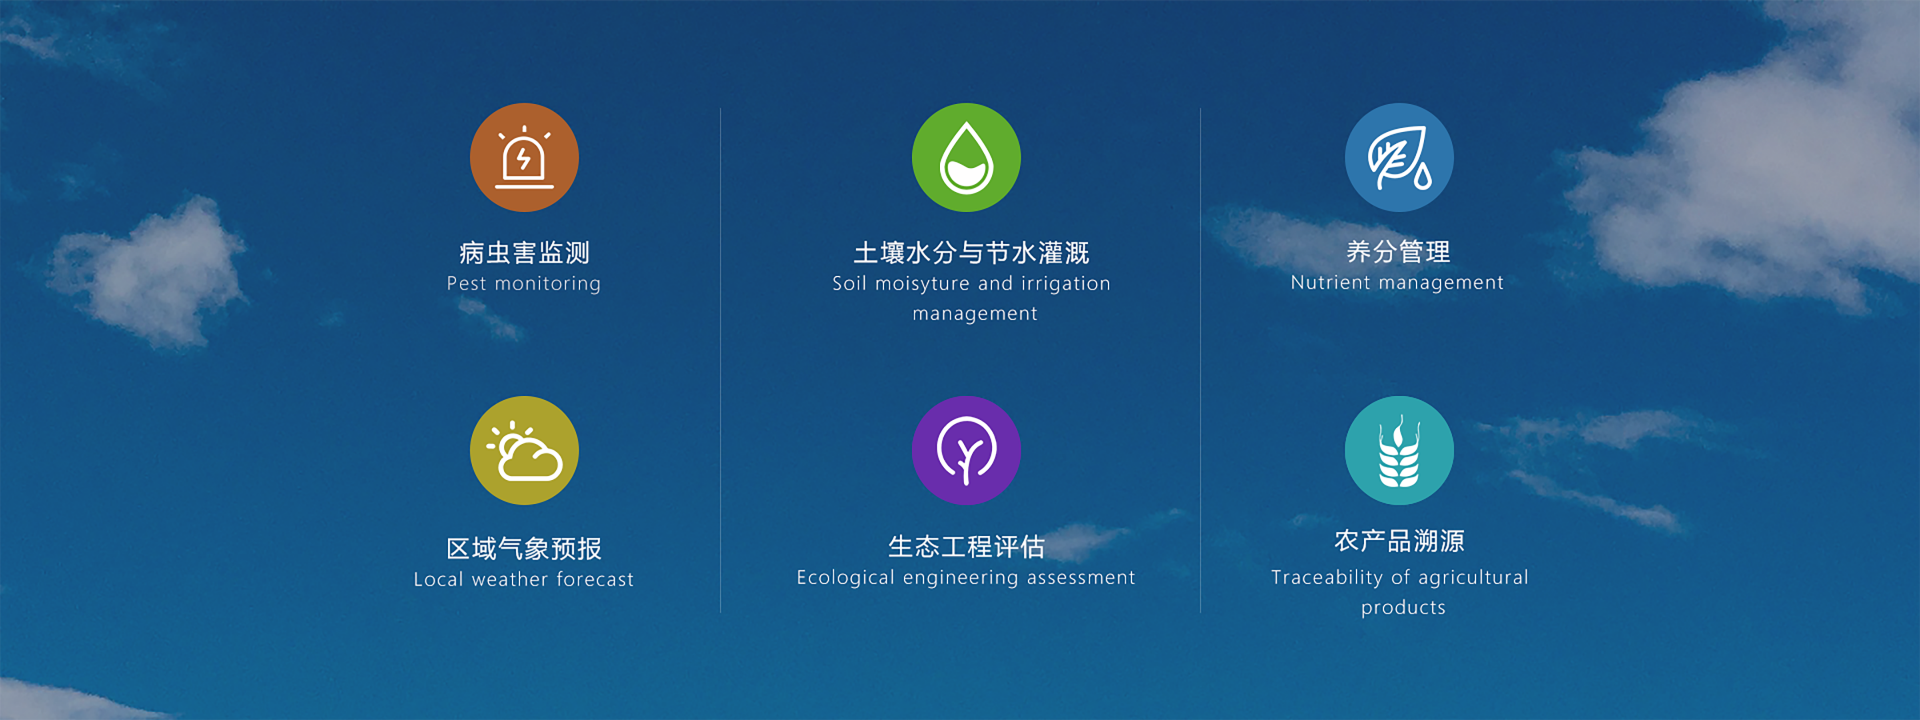 病虫害监测
Pest monitoring
土壤水分与节水灌溉
Soil moisyture and irrigation
management
养分管理
Nutrient management
区域气象预报
Local weather forecast
生态工程评估
Ecological engineering assessment
农产品溯源
Traceability of agricultural
products